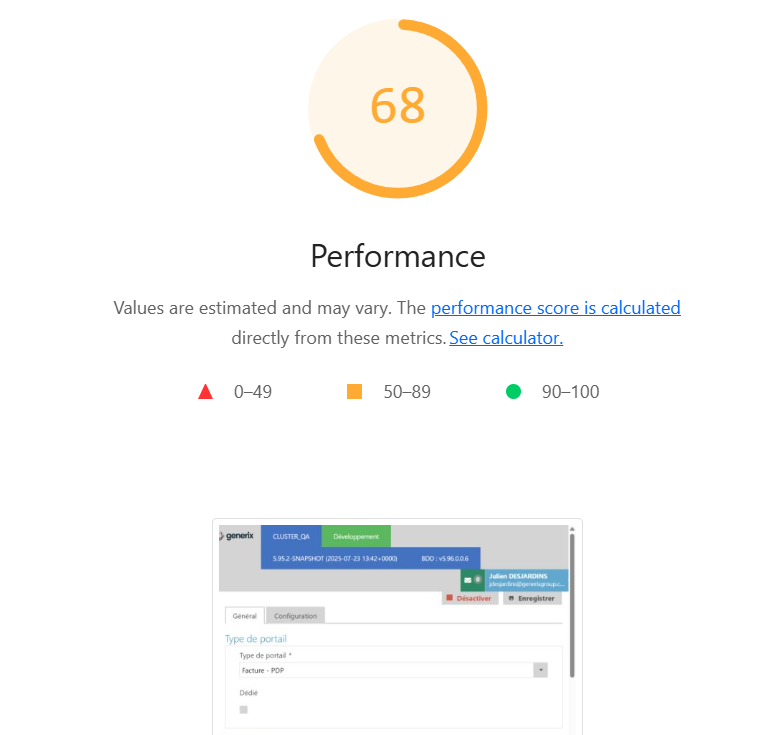 68
Performance
Values are estimated and may vary. The performance score is calculated
directly from these metrics. See calculator.
0–49 50–89 90–100
generix CLUSTER_QA Développement
5.95.2-SNAPSHOT (2025-07-23 13:42+0000) BDD : v5.96.0.0.6
0 Julien DESJARDINS
jdesjardins@generixgroup.c...
Désactiver Enregistrer
Général Configuration
Type de portail
Type de portail *
Facture - PDP
Dédié